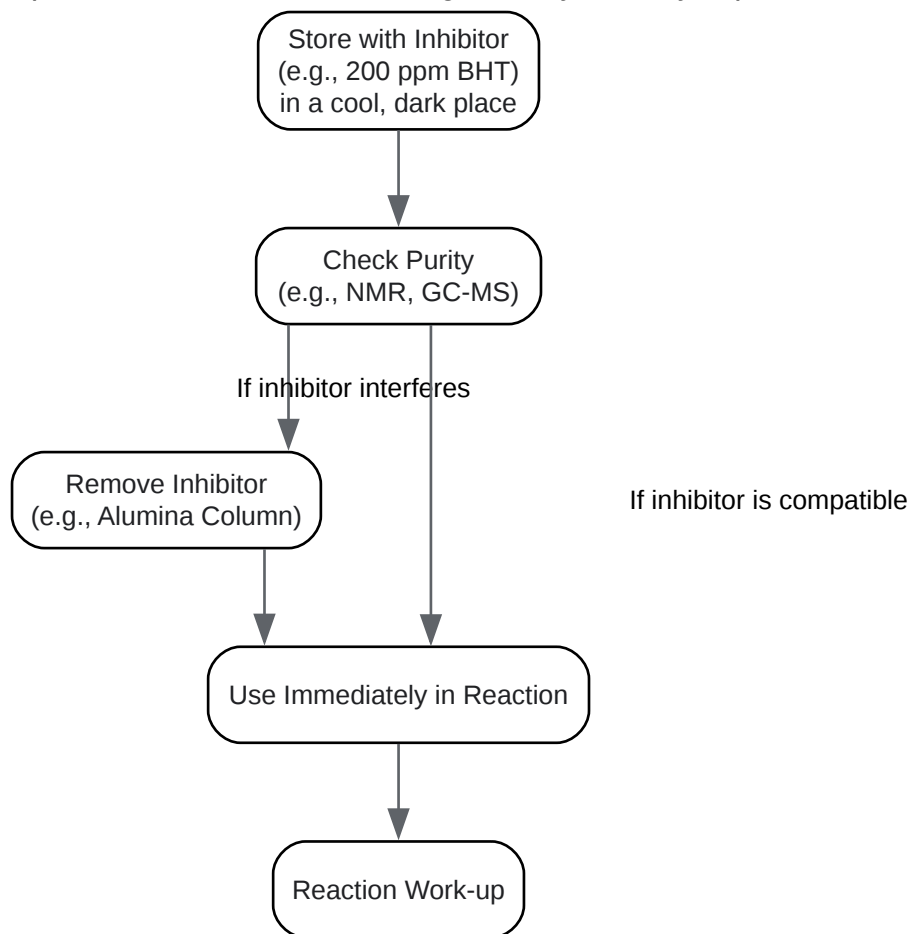 Store with Inhibitor
(e.g., 200 ppm BHT)
in a cool, dark place
Check Purity
(e.g., NMR, GC-MS)
If inhibitor interferes
Remove Inhibitor
(e.g., Alumina Column)
If inhibitor is compatible
Use Immediately in Reaction
Reaction Work-up